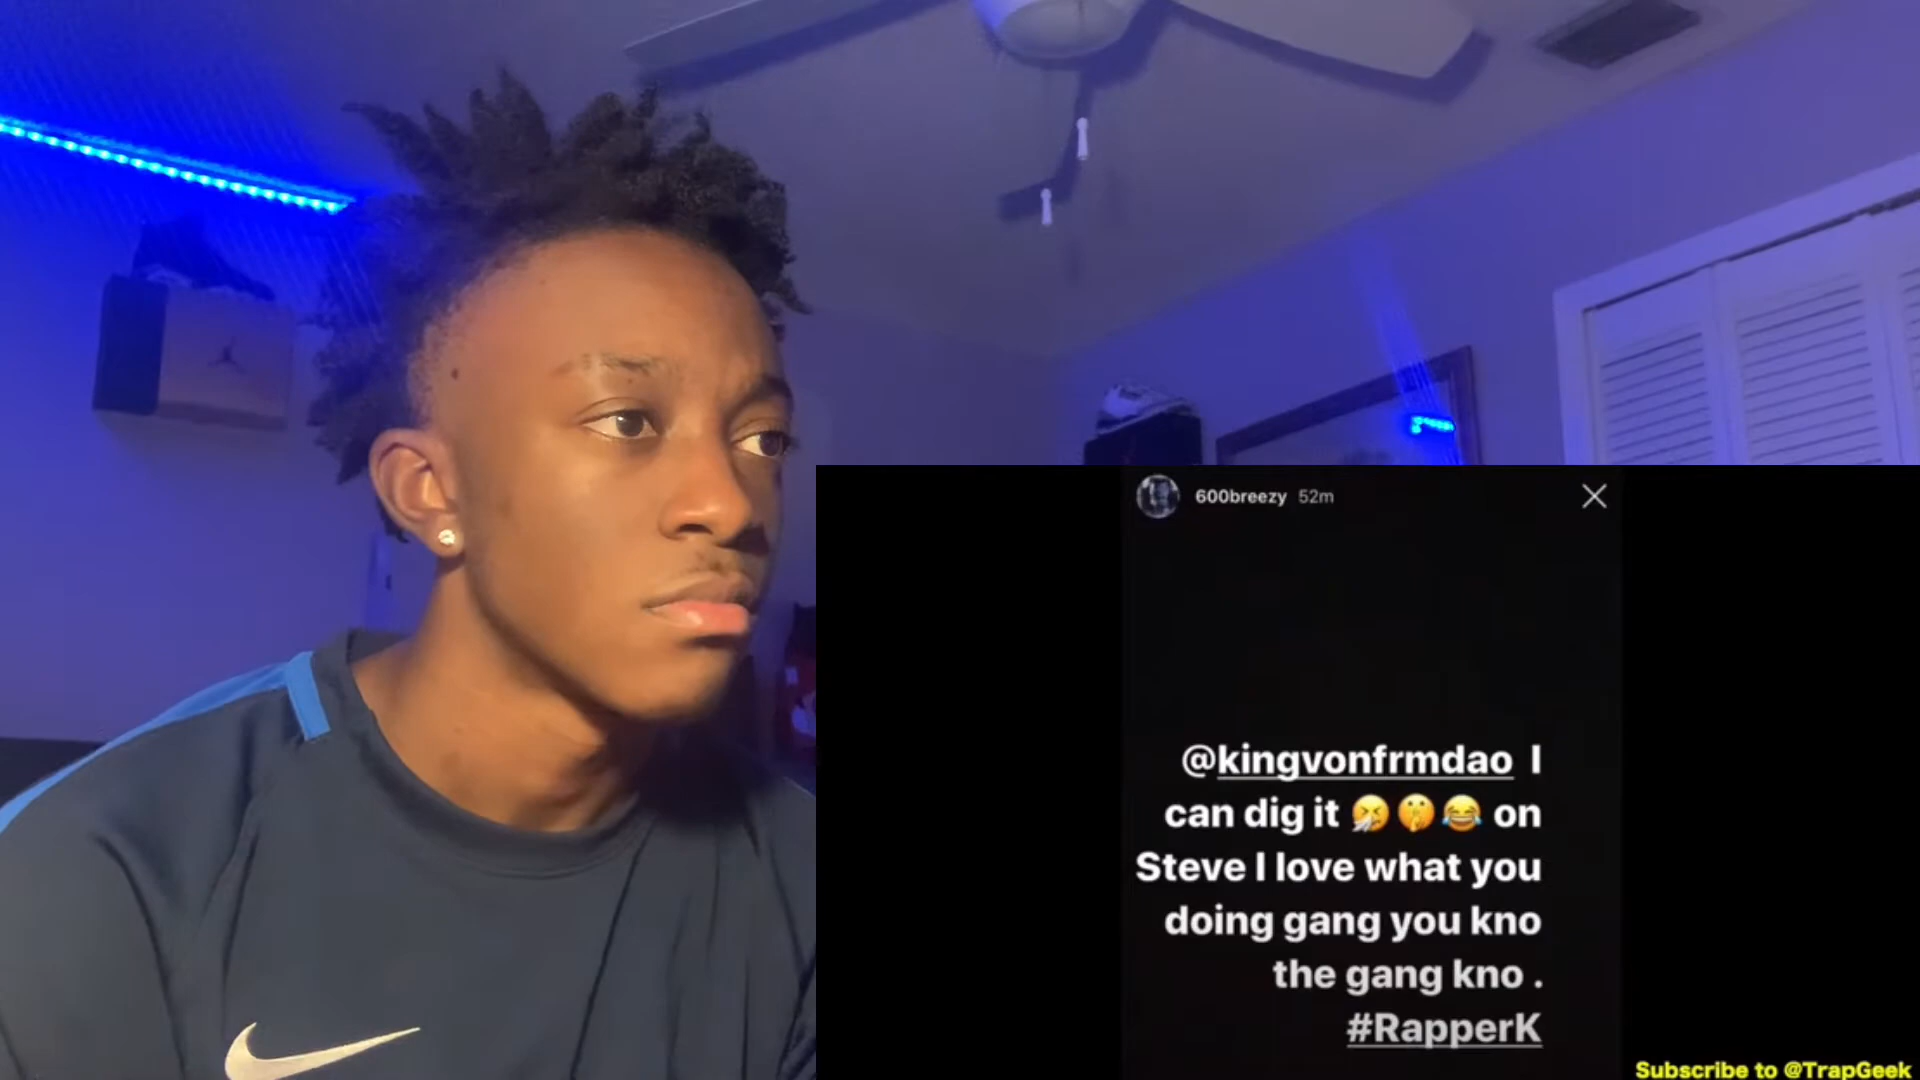 600breezy 52m
@kingvonfrmdao I
can dig it 🤧🤫😂 on
Steve I love what you
doing gang you kno
the gang kno .
#RapperK
Subscribe to @TrapGeek